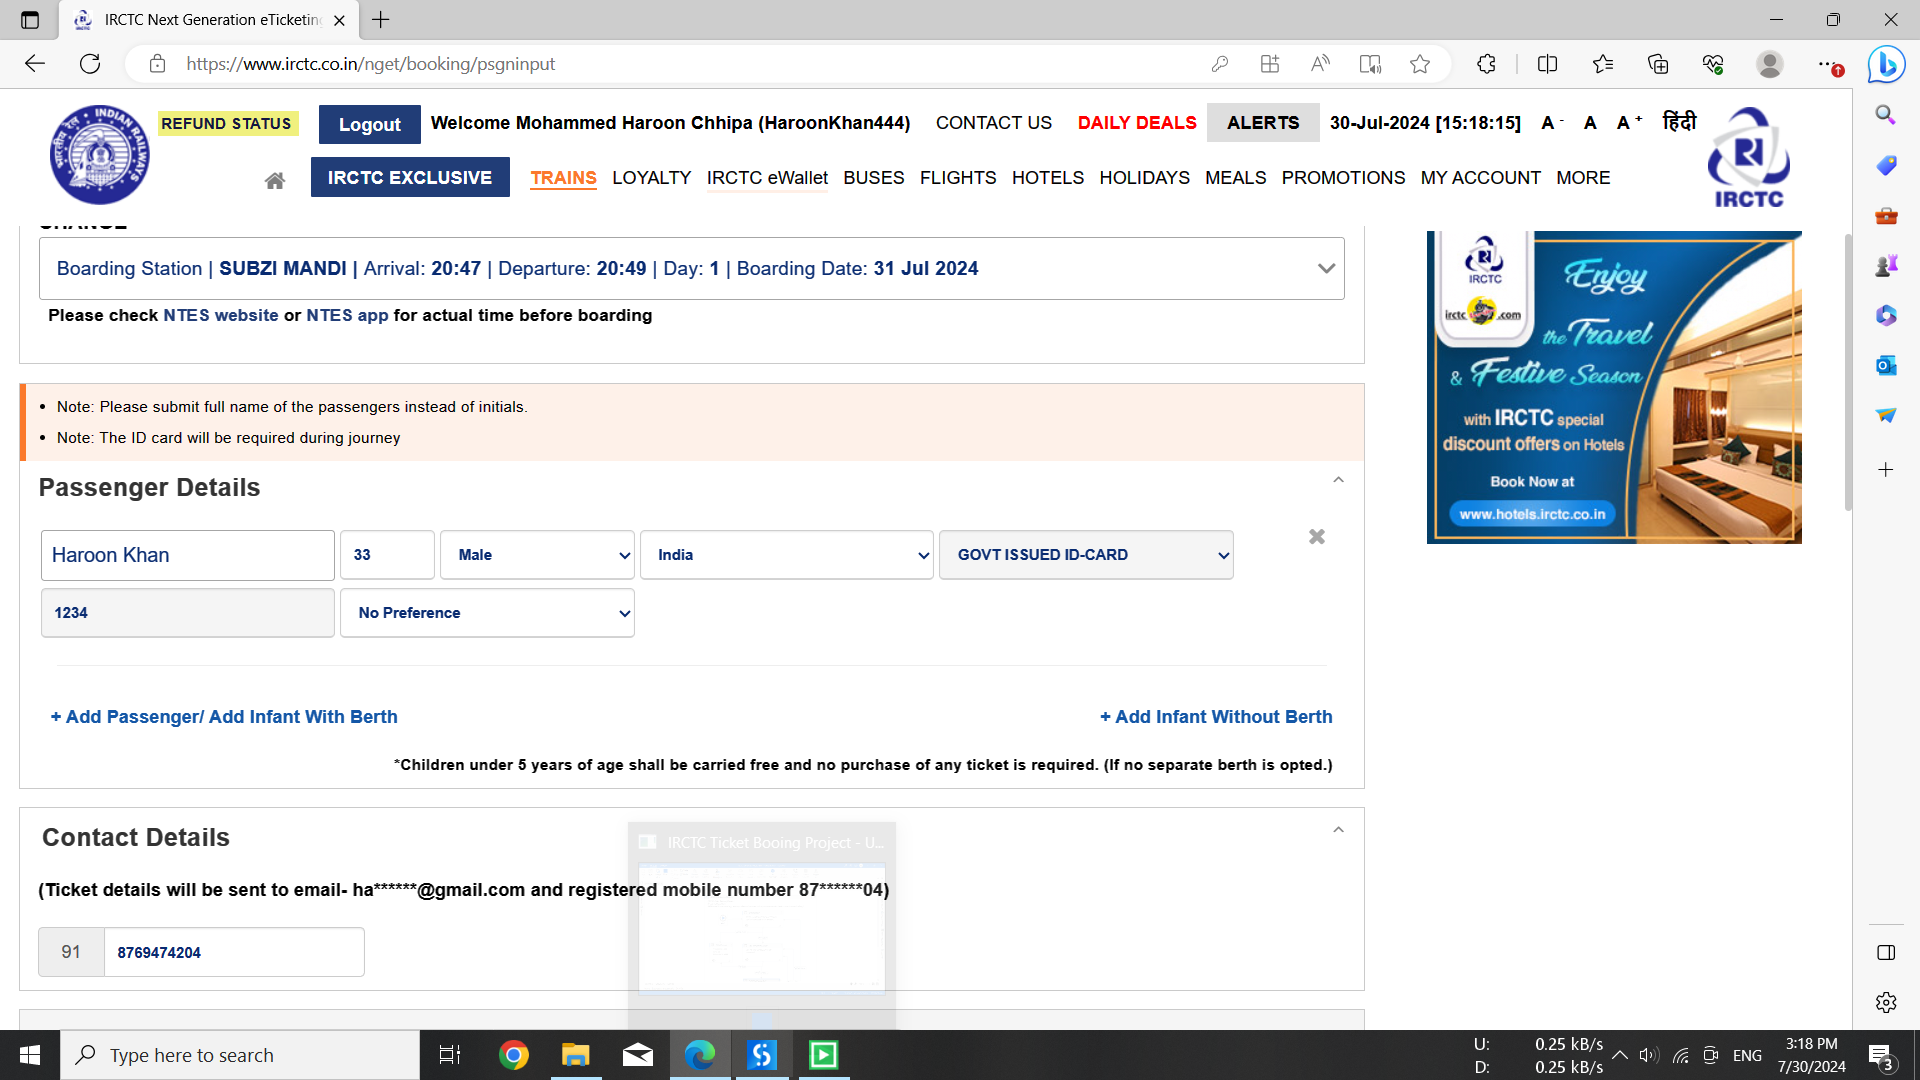 IRCTC Next Generation eTicketing
https://www.irctc.co.in/nget/booking/psgninput
REFUND STATUS
Logout
Welcome Mohammed Haroon Chhipa (HaroonKhan444)
CONTACT US
DAILY DEALS
ALERTS
30-Jul-2024 [15:18:15]
A -
A
A +
हिंदी
INDIAN RAILWAYS
भारतीय रेल
IRCTC EXCLUSIVE
TRAINS
LOYALTY
IRCTC eWallet
BUSES
FLIGHTS
HOTELS
HOLIDAYS
MEALS
PROMOTIONS
MY ACCOUNT
MORE
IRCTC
Boarding Station | SUBZI MANDI | Arrival: 20:47 | Departure: 20:49 | Day: 1 | Boarding Date: 31 Jul 2024
Please check NTES website or NTES app for actual time before boarding
• Note: Please submit full name of the passengers instead of initials.
• Note: The ID card will be required during journey
Passenger Details
Haroon Khan
33
Male
India
GOVT ISSUED ID-CARD
1234
No Preference
+ Add Passenger/ Add Infant With Berth
+ Add Infant Without Berth
*Children under 5 years of age shall be carried free and no purchase of any ticket is required. (If no separate berth is opted.)
Contact Details
IRCTC Ticket Booing Project - U...
(Ticket details will be sent to email- ha******@gmail.com and registered mobile number 87******04)
91
8769474204
IRCTC
irctc .com
Enjoy
the Travel
& Festive Season
with IRCTC special
discount offers on Hotels
Book Now at
www.hotels.irctc.co.in
Type here to search
U: 0.25 kB/s
D: 0.25 kB/s
ENG
3:18 PM
7/30/2024
3